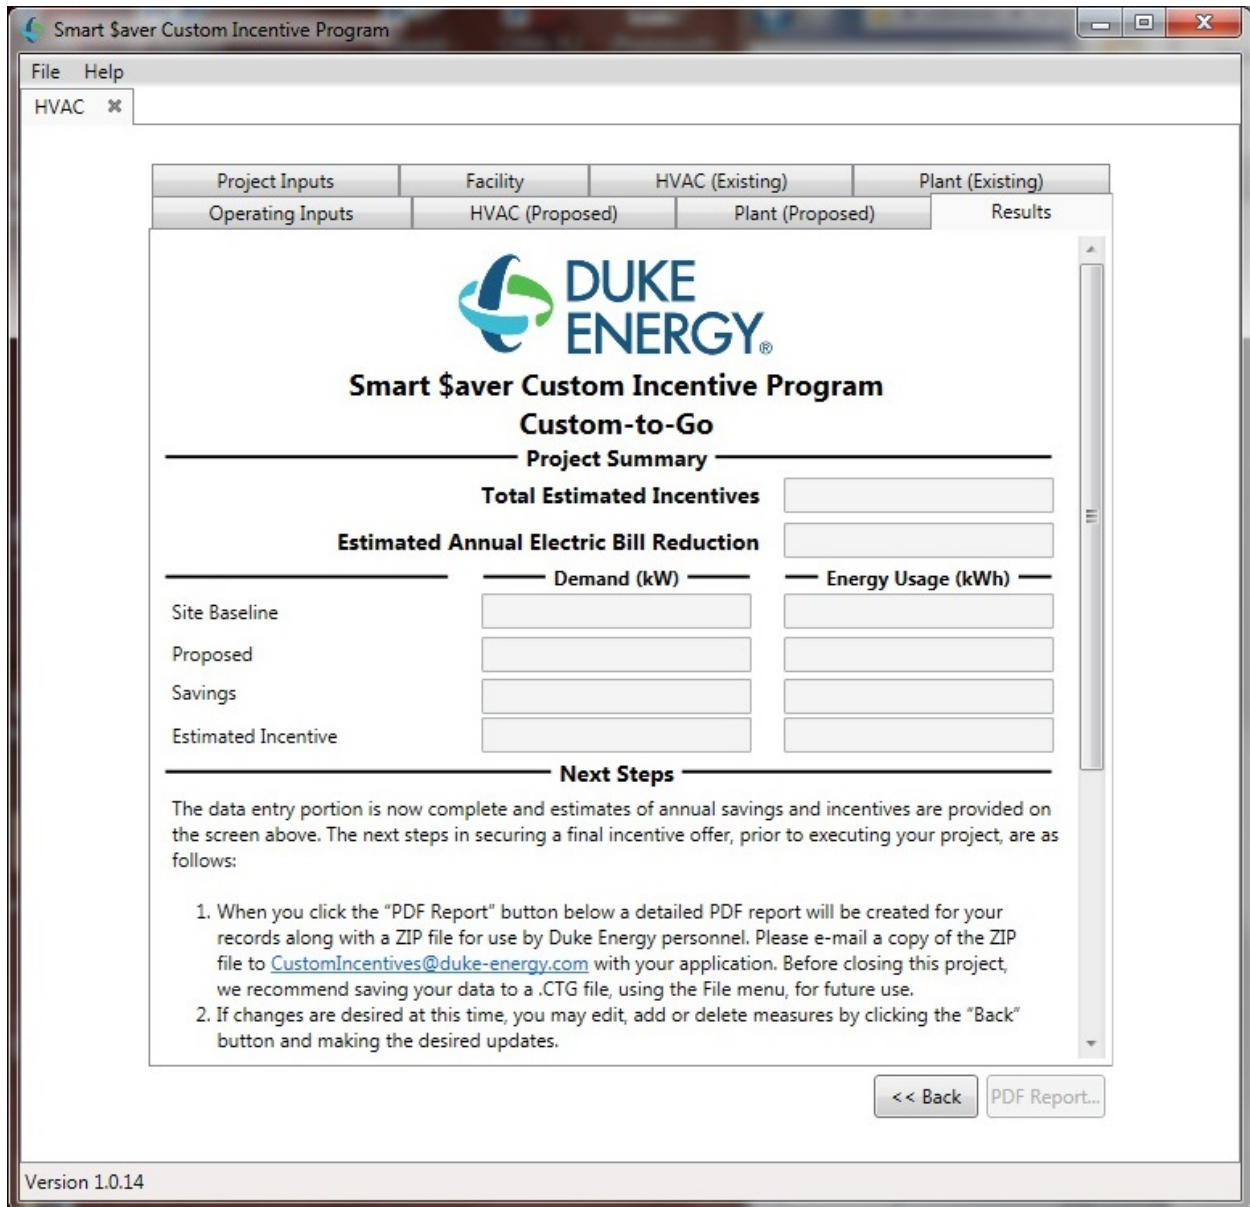 Smart $aver Custom Incentive Program
File Help
HVAC
Project Inputs Facility HVAC (Existing) Plant (Existing)
Operating Inputs HVAC (Proposed) Plant (Proposed) Results
DUKE
ENERGY®
Smart $aver Custom Incentive Program
Custom-to-Go
Project Summary
Total Estimated Incentives
Estimated Annual Electric Bill Reduction
Demand (kW) Energy Usage (kWh)
Site Baseline
Proposed
Savings
Estimated Incentive
Next Steps
The data entry portion is now complete and estimates of annual savings and incentives are provided on
the screen above. The next steps in securing a final incentive offer, prior to executing your project, are as
follows:
1. When you click the “PDF Report” button below a detailed PDF report will be created for your
records along with a ZIP file for use by Duke Energy personnel. Please e-mail a copy of the ZIP
file to CustomIncentives@duke-energy.com with your application. Before closing this project,
we recommend saving your data to a .CTG file, using the File menu, for future use.
2. If changes are desired at this time, you may edit, add or delete measures by clicking the “Back”
button and making the desired updates.
<< Back PDF Report...
Version 1.0.14